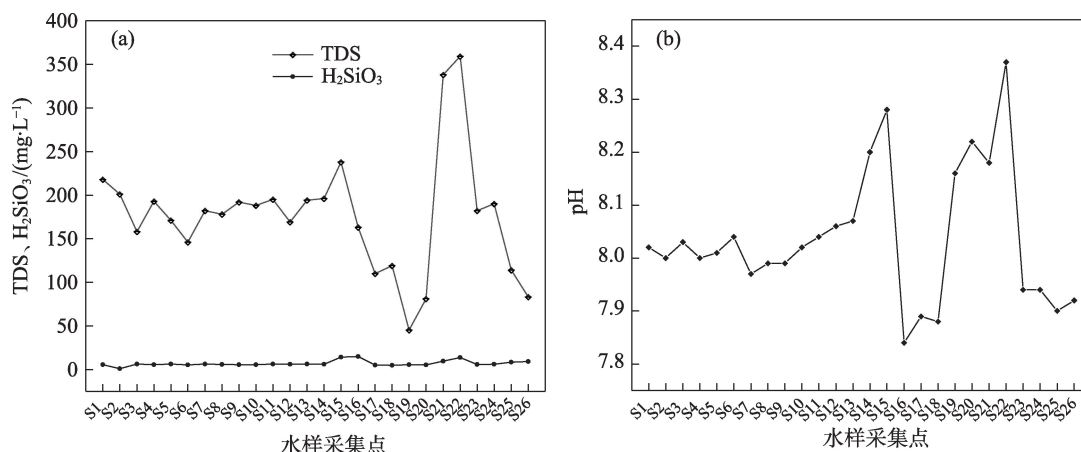 (a)
TDS
H₂SiO₃
400
350
300
250
200
150
100
50
0
TDS、H₂SiO₃/(mg·L⁻¹)
S1 S2 S3 S4 S5 S6 S7 S8 S9 S10 S11 S12 S13 S14 S15 S16 S17 S18 S19 S20 S21 S22 S23 S24 S25 S26
水样采集点
(b)
8.4
8.3
8.2
8.1
8.0
7.9
7.8
pH
S1 S2 S3 S4 S5 S6 S7 S8 S9 S10 S11 S12 S13 S14 S15 S16 S17 S18 S19 S20 S21 S22 S23 S24 S25 S26
水样采集点